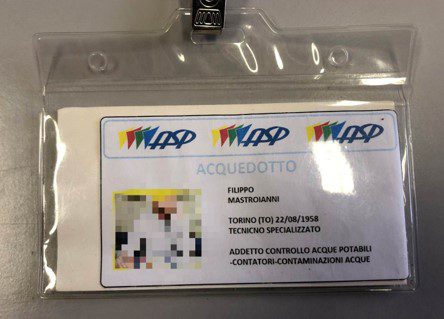 ASP ASP ASP
ACQUEDOTTO
FILIPPO
MASTROIANNI
TORINO (TO) 22/08/1958
TECNICNO SPECIALIZZATO
ADDETTO CONTROLLO ACQUE POTABILI
-CONTATORI-CONTAMINAZIONI ACQUE